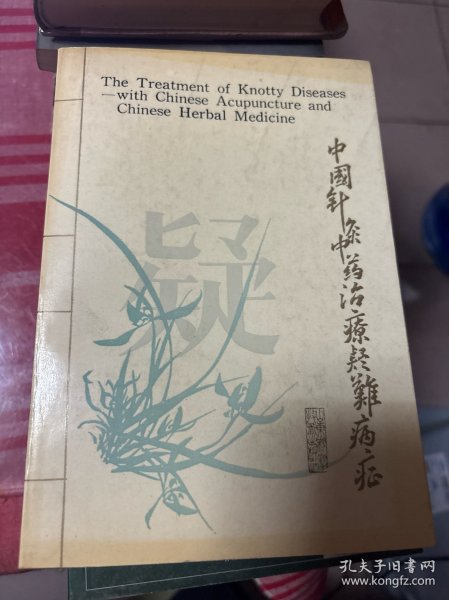 The Treatment of Knotty Diseases
—with Chinese Acupuncture and
Chinese Herbal Medicine
中國针灸中药治療疑難病症
疑
孔夫子旧书网
www.kongfz.com